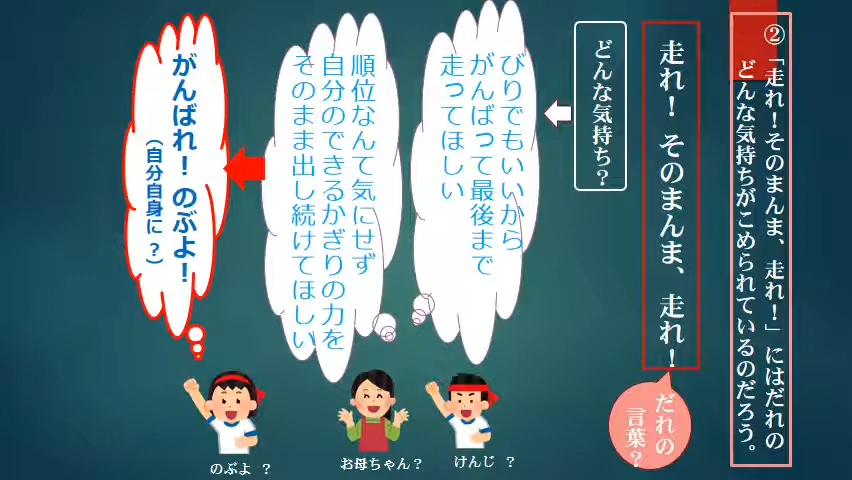 ②「走れ！そのまんま、走れ！」にはだれの
どんな気持ちがこめられているのだろう。
走れ！ そのまんま、走れ！
だれの
言葉？
どんな気持ち？
びりでもいいから
がんばって最後まで
走ってほしい
順位なんて気にせず
自分のできるかぎりの力を
そのまま出し続けてほしい
がんばれ！ のぶよ！
（自分自身に？）
けんじ ？
お母ちゃん？
のぶよ ？